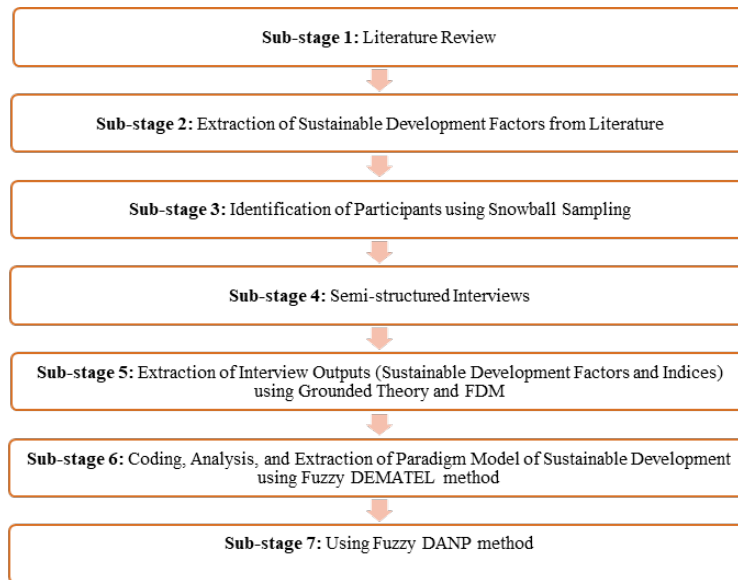 Sub-stage 1: Literature Review
Sub-stage 2: Extraction of Sustainable Development Factors from Literature
Sub-stage 3: Identification of Participants using Snowball Sampling
Sub-stage 4: Semi-structured Interviews
Sub-stage 5: Extraction of Interview Outputs (Sustainable Development Factors and Indices)
using Grounded Theory and FDM
Sub-stage 6: Coding, Analysis, and Extraction of Paradigm Model of Sustainable Development
using Fuzzy DEMATEL method
Sub-stage 7: Using Fuzzy DANP method